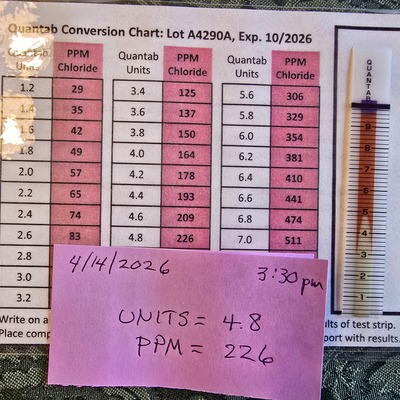 Quantab Conversion Chart: Lot A4290A, Exp. 10/2026
Quantab Units PPM Chloride Quantab Units PPM Chloride Quantab Units PPM Chloride
1.2 29 3.4 125 5.6 306
1.4 35 3.6 137 5.8 329
1.6 42 3.8 150 6.0 354
1.8 49 4.0 164 6.2 381
2.0 57 4.2 178 6.4 410
2.2 65 4.4 193 6.6 441
2.4 74 4.6 209 6.8 474
2.6 83 4.8 226 7.0 511
2.8
3.0
3.2
Write on a
Place comp
ults of test strip.
port with results.
QUANTAB
9
8
7
6
5
4
3
2
1
4/14/2026 3:30pm
UNITS = 4.8
PPM = 226